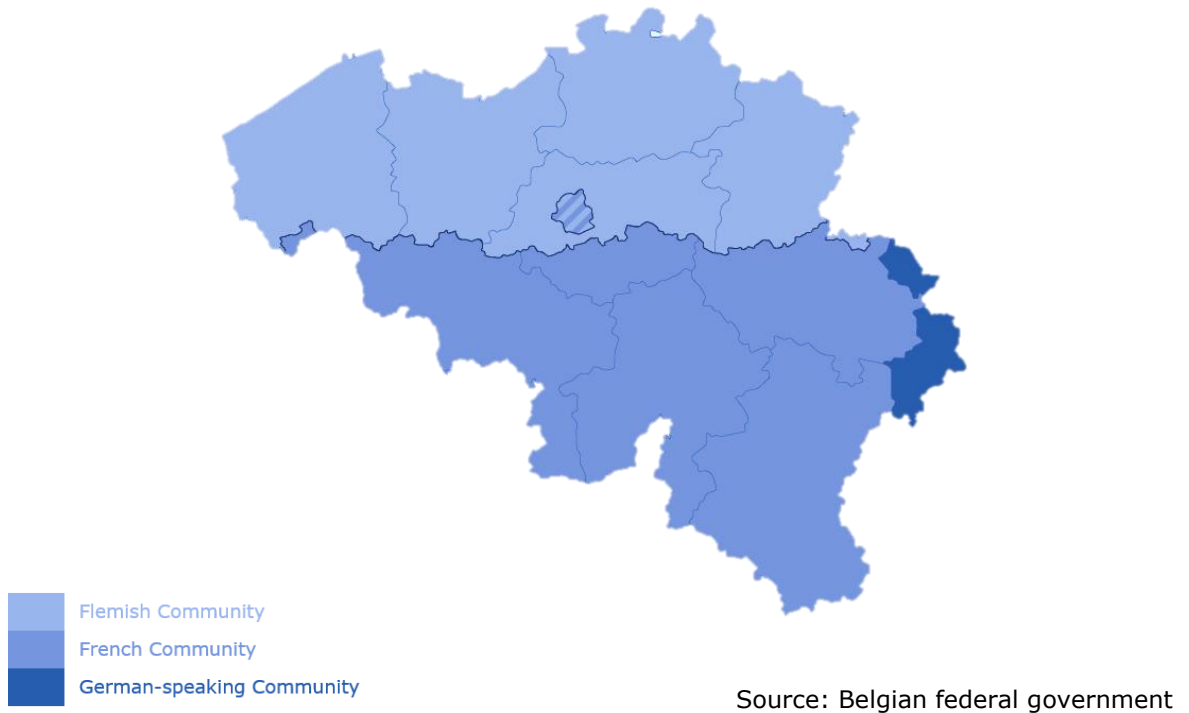 Flemish Community
French Community
German-speaking Community
Source: Belgian federal government